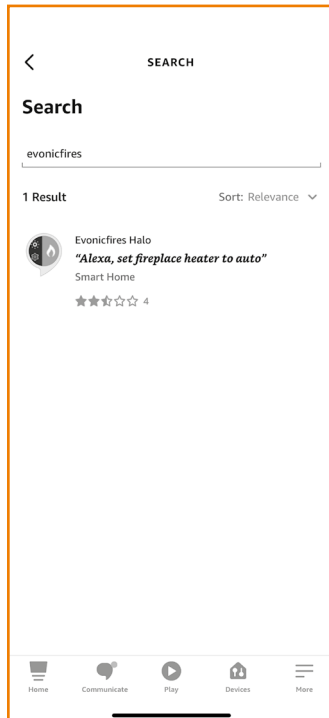 SEARCH
Search
evonicfires
1 Result
Sort: Relevance
Evonicfires Halo
“Alexa, set fireplace heater to auto”
Smart Home
4
Home Communicate Play Devices More